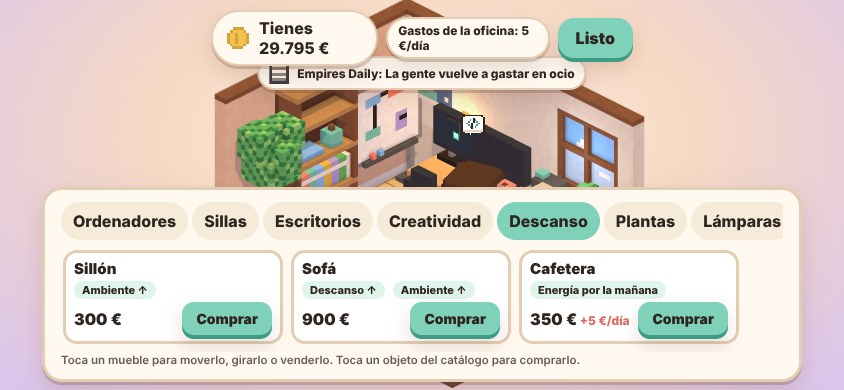 Tienes
29.795 €
Gastos de la oficina: 5
€/día
Listo
Empires Daily: La gente vuelve a gastar en ocio
Ordenadores
Sillas
Escritorios
Creatividad
Descanso
Plantas
Lámparas
Sillón
Ambiente ↑
300 €
Comprar
Sofá
Descanso ↑
Ambiente ↑
900 €
Comprar
Cafetera
Energía por la mañana
350 € +5 €/día
Comprar
Toca un mueble para moverlo, girarlo o venderlo. Toca un objeto del catálogo para comprarlo.